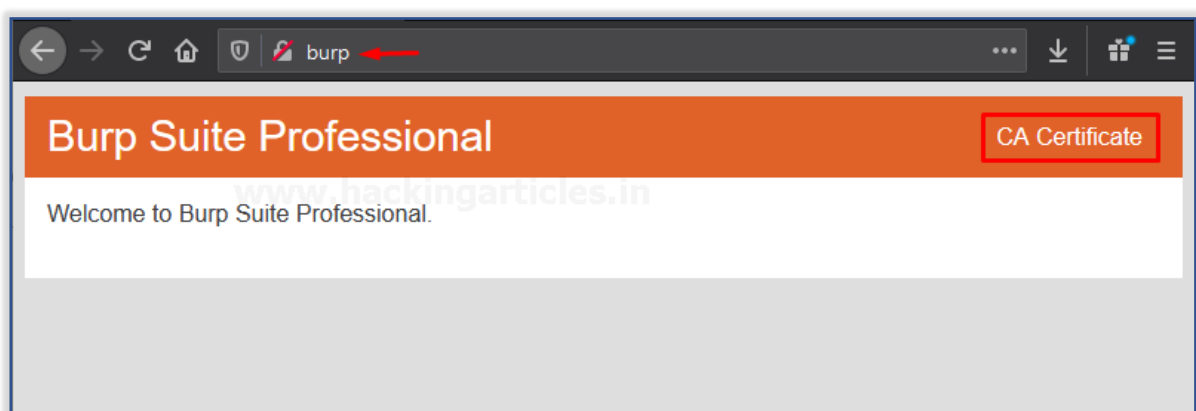 burp
Burp Suite Professional
CA Certificate
www.hackingarticles.in
Welcome to Burp Suite Professional.